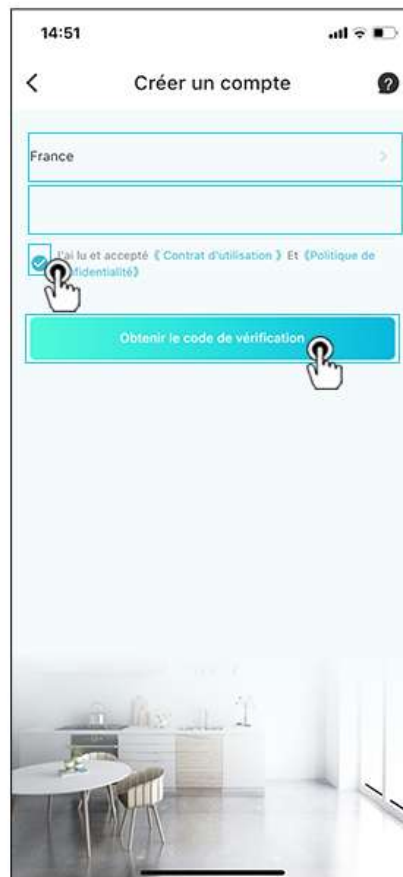 14:51
Créer un compte
?
France
J'ai lu et accepté 《 Contrat d'utilisation 》 Et 《Politique de
confidentialité》
Obtenir le code de vérification